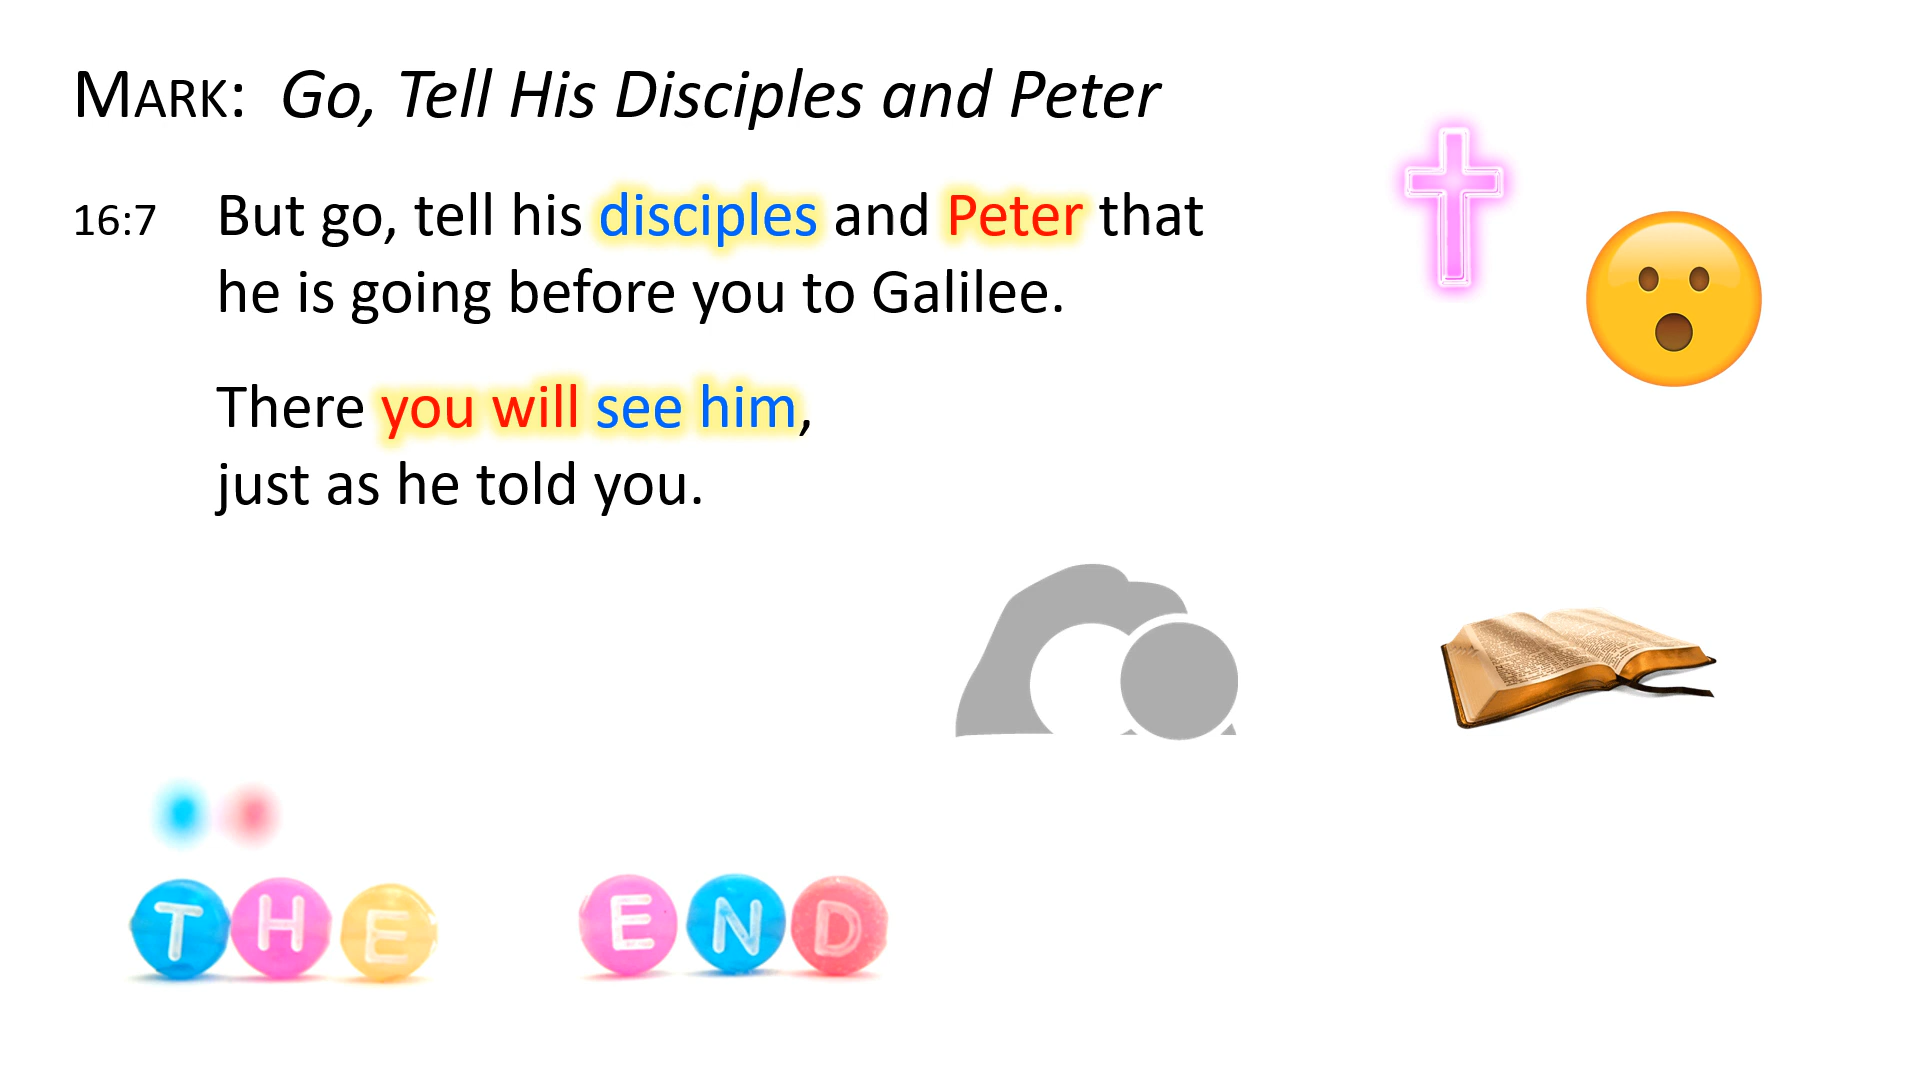 MARK: Go, Tell His Disciples and Peter
16:7 But go, tell his disciples and Peter that
he is going before you to Galilee.
There you will see him,
just as he told you.
THE END